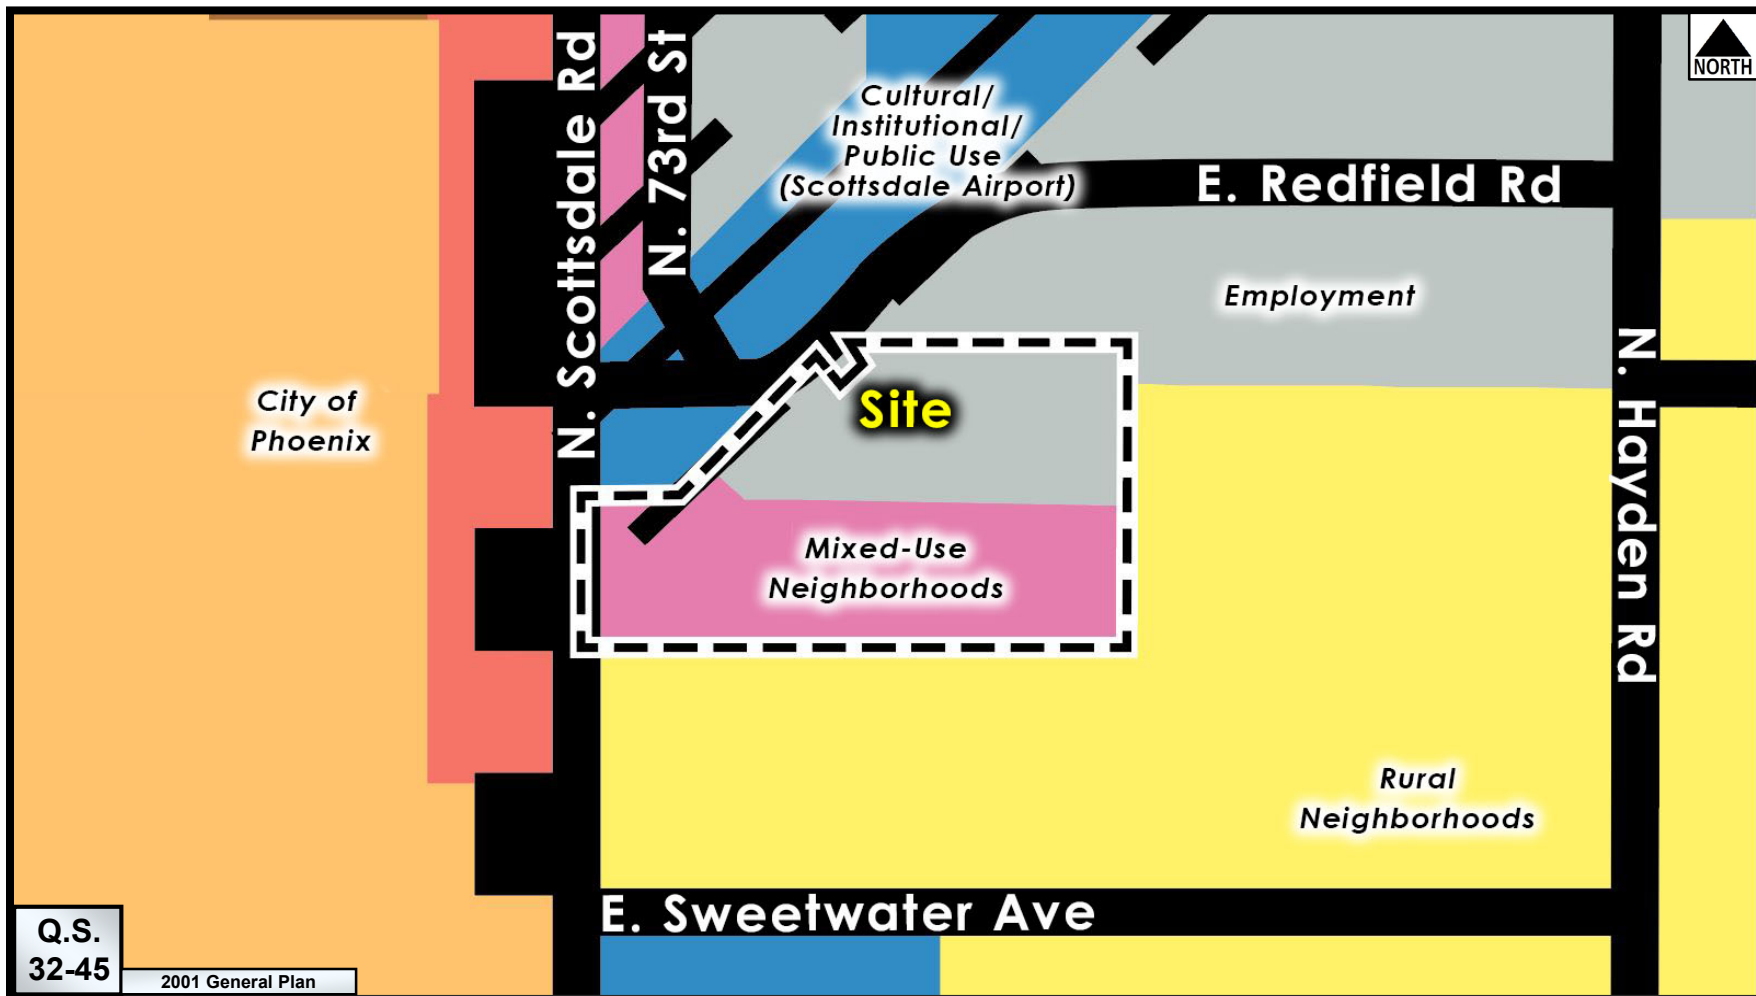 N. Scottsdale Rd
N. 73rd St
NORTH
Cultural/
Institutional/
Public Use
(Scottsdale Airport)
E. Redfield Rd
Employment
City of
Phoenix
Site
N. Hayden Rd
Mixed-Use
Neighborhoods
Rural
Neighborhoods
E. Sweetwater Ave
Q.S.
32-45
2001 General Plan